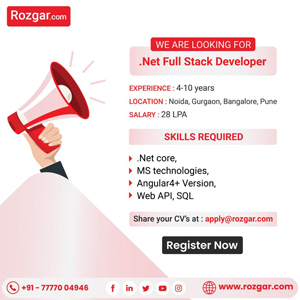 Rozgar.com
WE ARE LOOKING FOR
.Net Full Stack Developer
EXPERIENCE : 4-10 years
LOCATION : Noida, Gurgaon, Bangalore, Pune
SALARY : 28 LPA
SKILLS REQUIRED
.Net core,
MS technologies,
Angular4+ Version,
Web API, SQL
Share your CV's at : apply@rozgar.com
Register Now
+91 - 77770 04946
www.rozgar.com